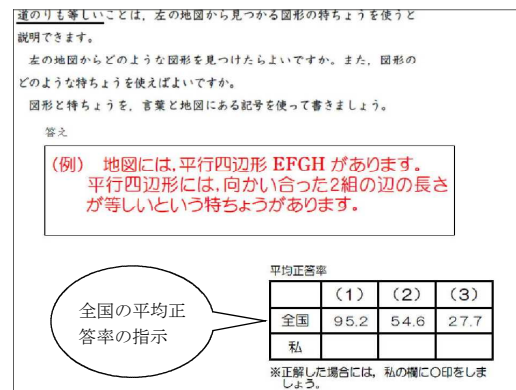 道のりも等しいことは，左の地図から見つかる図形の特ちょうを使うと
説明できます。
左の地図からどのような図形を見つけたらよいですか。また，図形の
どのような特ちょうを使えばよいですか。
図形と特ちょうを，言葉と地図にある記号を使って書きましょう。
答え
(例) 地図には，平行四辺形 EFGH があります。
平行四辺形には，向かい合った2組の辺の長さ
が等しいという特ちょうがあります。
平均正答率
(1) (2) (3)
全国 95.2 54.6 27.7
私
※正解した場合には，私の欄に○印をしま
しょう。
全国の平均正
答率の指示